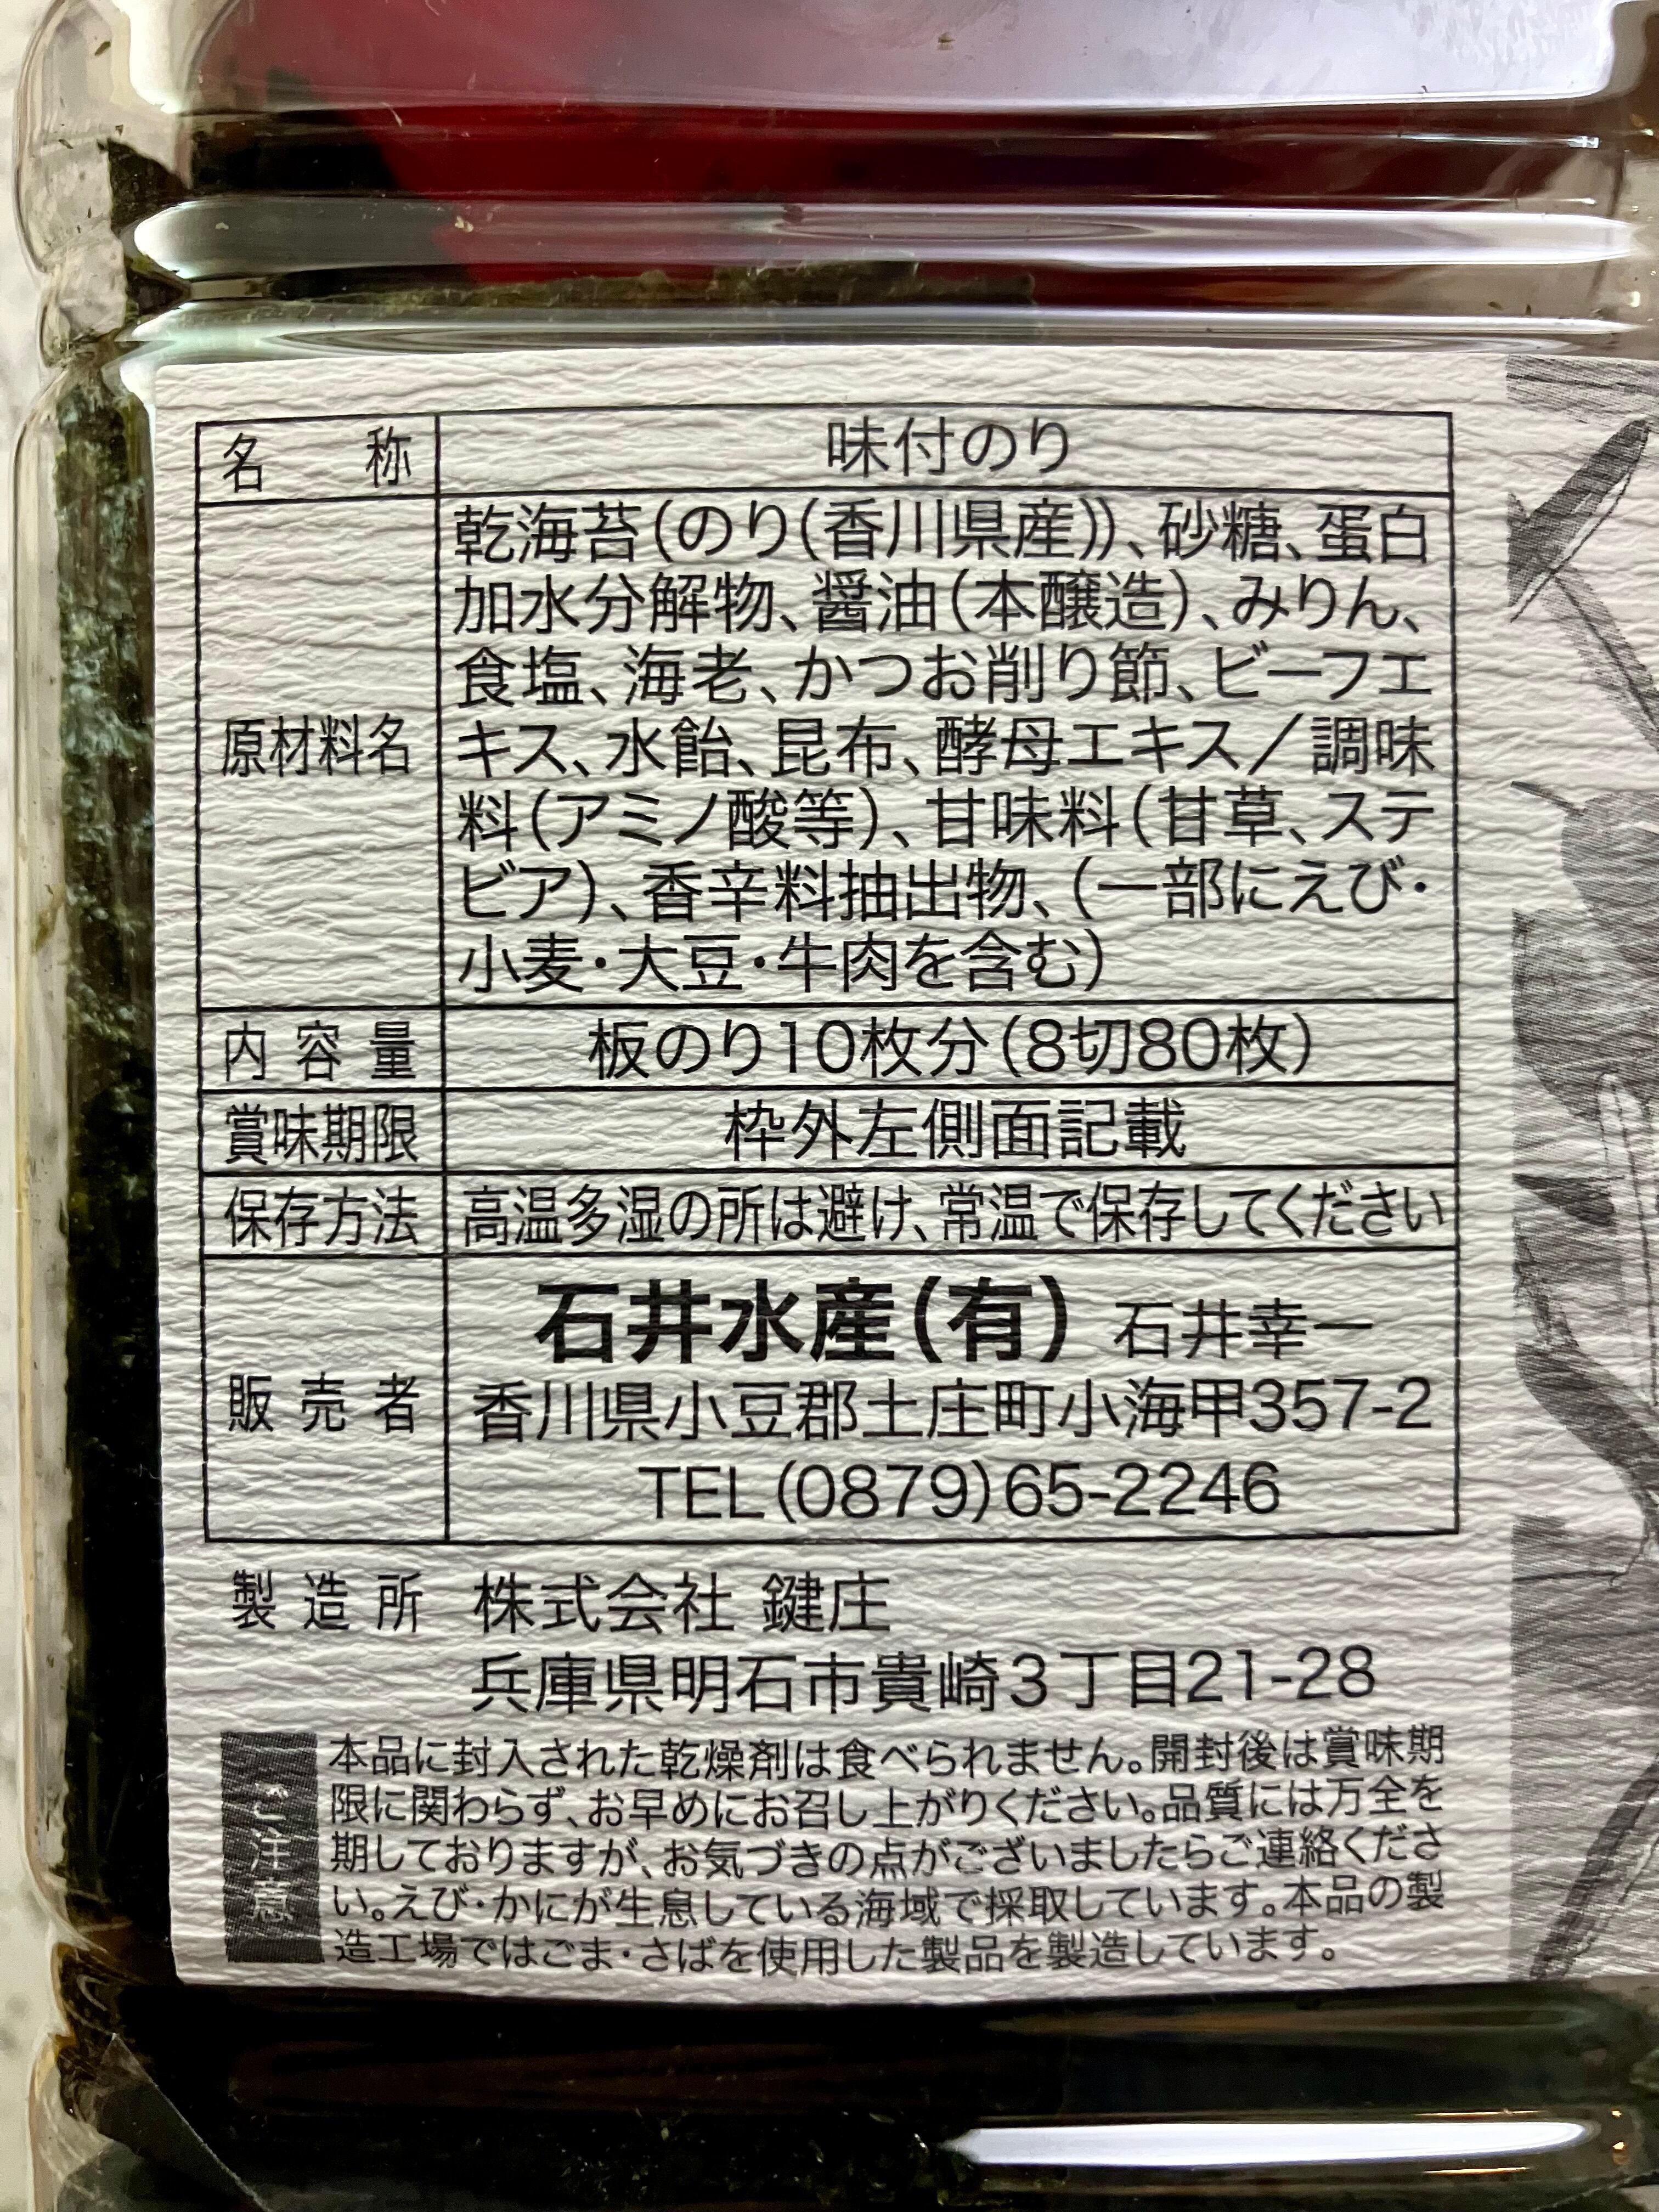 名称 味付のり
原材料名
乾海苔(のり(香川県産))、砂糖、蛋白
加水分解物、醤油(本醸造)、みりん、
食塩、海老、かつお削り節、ビーフエ
キス、水飴、昆布、酵母エキス/調味
料(アミノ酸等)、甘味料(甘草、ステ
ビア)、香辛料抽出物、(一部にえび・
小麦・大豆・牛肉を含む)
内容量 板のり10枚分(8切80枚)
賞味期限 枠外左側面記載
保存方法 高温多湿の所は避け、常温で保存してください
販売者
石井水産(有) 石井幸一
香川県小豆郡土庄町小海甲357-2
TEL(0879)65-2246
製造所 株式会社 鍵庄
兵庫県明石市貴崎3丁目21-28
ご注意
本品に封入された乾燥剤は食べられません。開封後は賞味期
限に関わらず、お早めにお召し上がりください。品質には万全を
期しておりますが、お気づきの点がございましたらご連絡くださ
い。えび・かにが生息している海域で採取しています。本品の製
造工場ではごま・さばを使用した製品を製造しています。